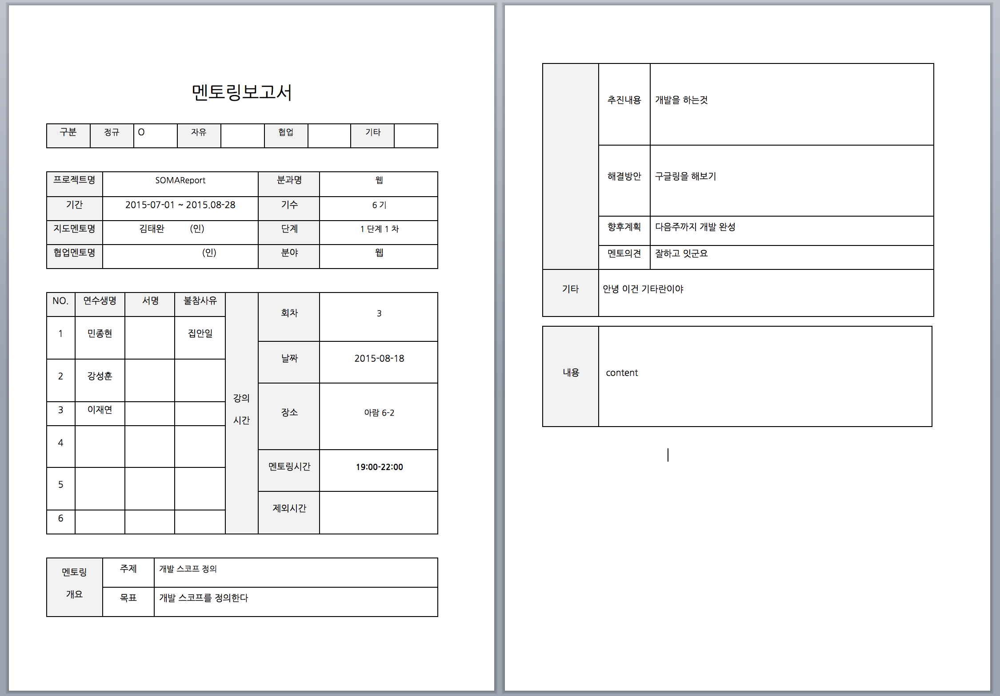 멘토링보고서
구분 정규 O 자유 협업 기타
프로젝트명 SOMAReport 분과명 웹
기간 2015-07-01 ~ 2015.08-28 기수 6 기
지도멘토명 김태완 (인) 단계 1 단계 1 차
협업멘토명 (인) 분야 웹
NO. 연수생명 서명 불참사유
1 민종현 집안일
2 강성훈
3 이재연
4
5
6
강의
시간
회차 3
날짜 2015-08-18
장소 아람 6-2
멘토링시간 19:00-22:00
제외시간
멘토링
개요
주제 개발 스코프 정의
목표 개발 스코프를 정의한다
추진내용 개발을 하는것
해결방안 구글링을 해보기
향후계획 다음주까지 개발 완성
멘토의견 잘하고 잇군요
기타 안녕 이건 기타란이야
내용 content